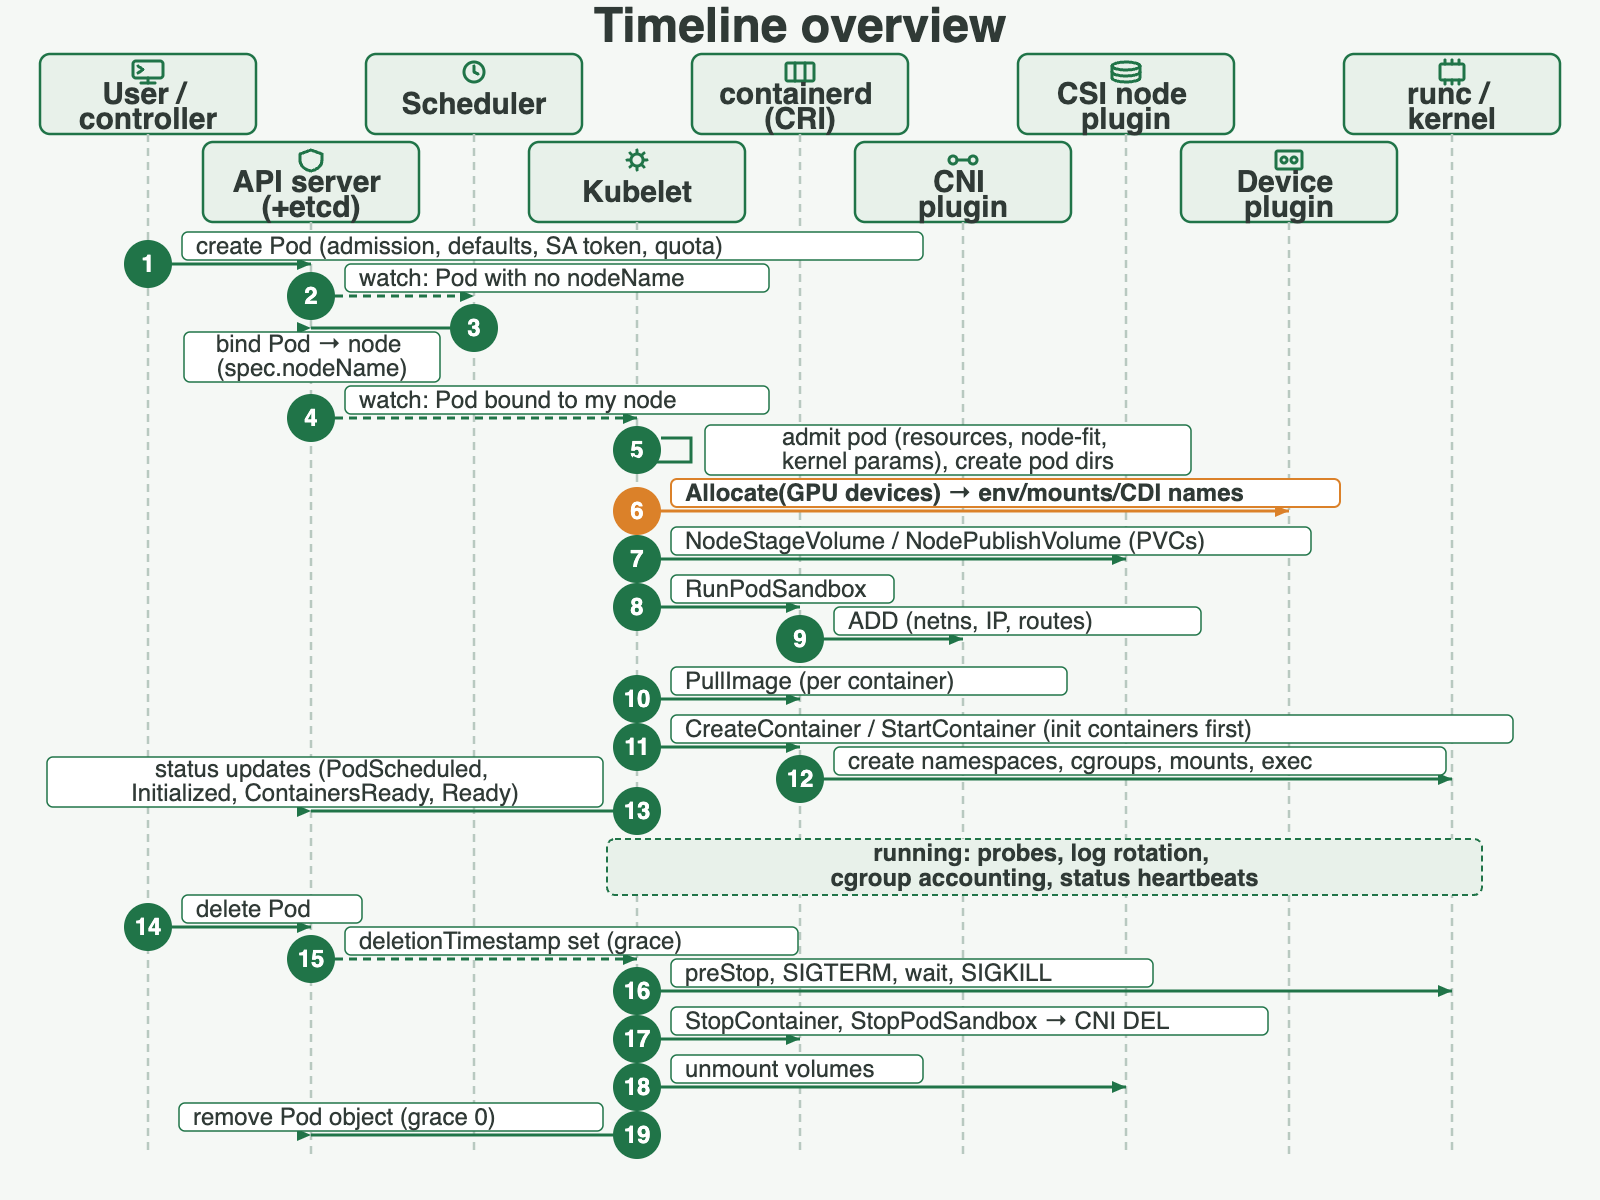 Timeline overview
User /
controller
Scheduler
containerd
(CRI)
CSI node
plugin
runc /
kernel
API server
(+etcd)
Kubelet
CNI
plugin
Device
plugin
1
create Pod (admission, defaults, SA token, quota)
2
watch: Pod with no nodeName
3
bind Pod → node
(spec.nodeName)
4
watch: Pod bound to my node
5
admit pod (resources, node-fit,
kernel params), create pod dirs
6
Allocate(GPU devices) → env/mounts/CDI names
7
NodeStageVolume / NodePublishVolume (PVCs)
8
RunPodSandbox
9
ADD (netns, IP, routes)
10
PullImage (per container)
11
CreateContainer / StartContainer (init containers first)
12
create namespaces, cgroups, mounts, exec
status updates (PodScheduled,
Initialized, ContainersReady, Ready)
13
running: probes, log rotation,
cgroup accounting, status heartbeats
14
delete Pod
15
deletionTimestamp set (grace)
16
preStop, SIGTERM, wait, SIGKILL
17
StopContainer, StopPodSandbox → CNI DEL
18
unmount volumes
remove Pod object (grace 0)
19